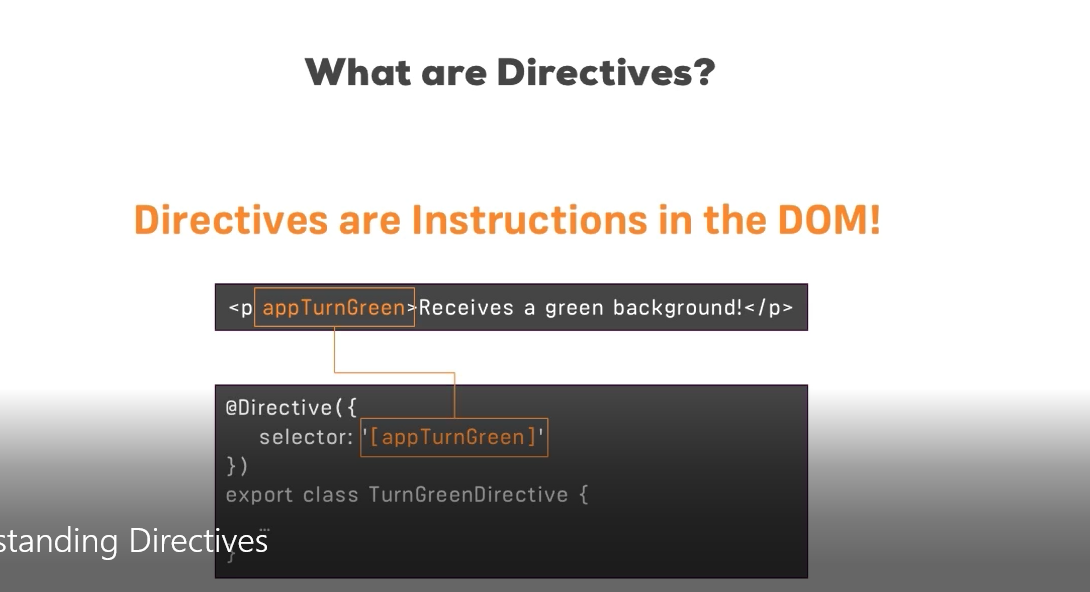 What are Directives?
Directives are Instructions in the DOM!
<p appTurnGreen>Receives a green background!</p>
@Directive({
selector: '[appTurnGreen]'
})
export class TurnGreenDirective {
…
standing Directives
}